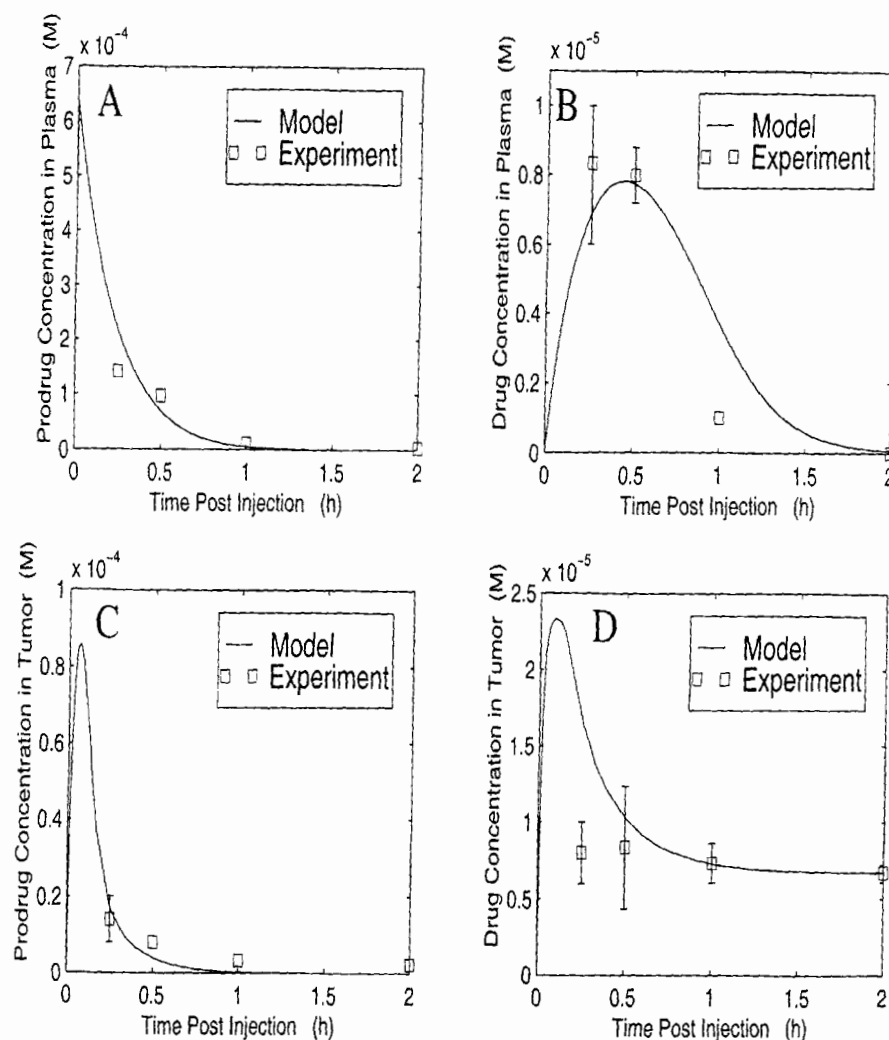 x 10⁻⁴
Prodrug Concentration in Plasma (M)
7
6
5
4
3
2
1
0
A
Model
Experiment
0 0.5 1 1.5 2
Time Post Injection (h)
x 10⁻⁵
Drug Concentration in Plasma (M)
1
0.8
0.6
0.4
0.2
0
B
Model
Experiment
0 0.5 1 1.5 2
Time Post Injection (h)
x 10⁻⁴
Prodrug Concentration in Tumor (M)
1
0.8
0.6
0.4
0.2
0
C
Model
Experiment
0 0.5 1 1.5 2
Time Post Injection (h)
x 10⁻⁵
Drug Concentration in Tumor (M)
2.5
2
1.5
1
0.5
0
D
Model
Experiment
0 0.5 1 1.5 2
Time Post Injection (h)